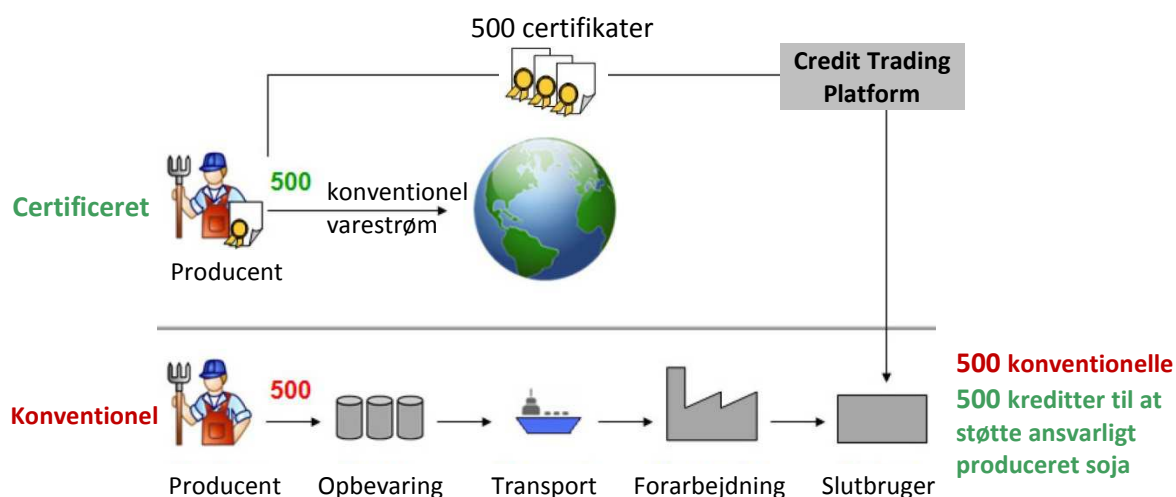 500 certifikater
Credit Trading
Platform
Certificeret
500
konventionel
varestrøm
Producent
Konventionel
500
500 konventionelle
500 kreditter til at
støtte ansvarligt
produceret soja
Producent Opbevaring Transport Forarbejdning Slutbruger